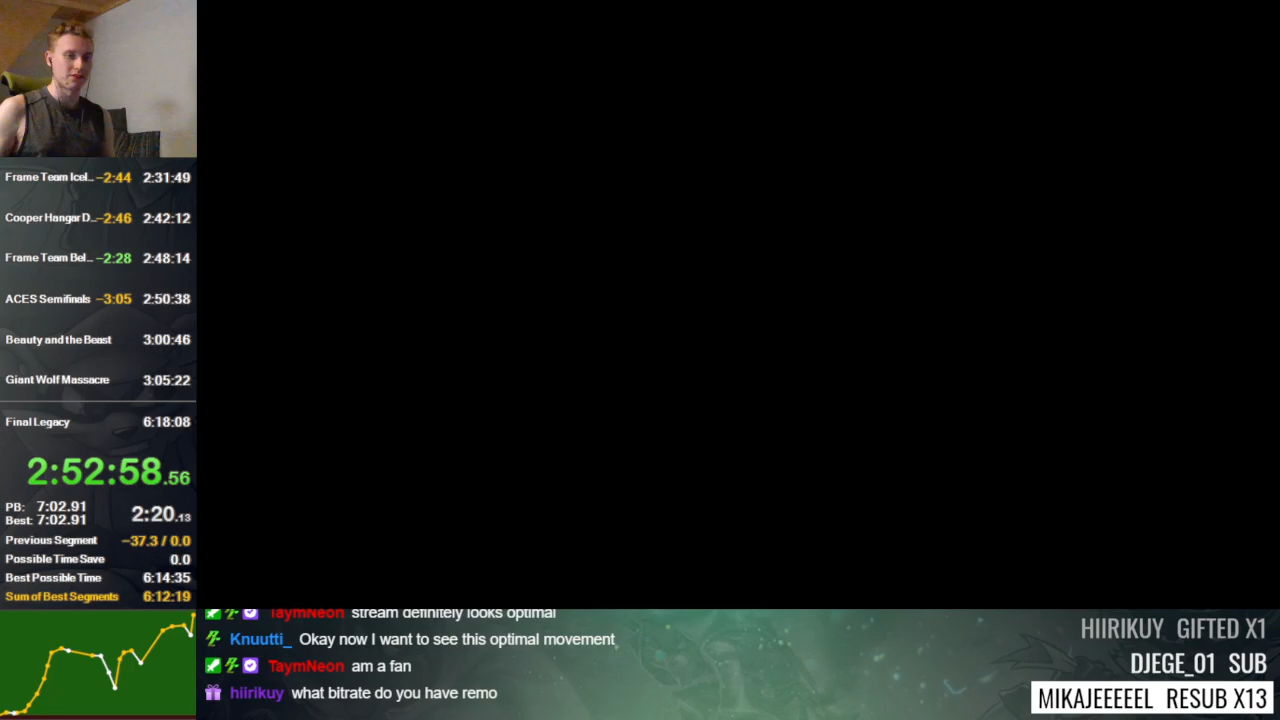 Frame Team Icel... −2:44 2:31:49
Cooper Hangar D... −2:46 2:42:12
Frame Team Bel... −2:28 2:48:14
ACES Semifinals −3:05 2:50:38
Beauty and the Beast 3:00:46
Giant Wolf Massacre 3:05:22
Final Legacy 6:18:08
2:52:58.56
PB: 7:02.91
Best: 7:02.91
2:20.13
Previous Segment −37.3 / 0.0
Possible Time Save 0.0
Best Possible Time 6:14:35
Sum of Best Segments 6:12:19
TaymNeon stream definitely looks optimal
Knuutti_ Okay now I want to see this optimal movement
TaymNeon am a fan
hiirikuy what bitrate do you have remo
HIIRIKUY GIFTED X1
DJEGE_01 SUB
MIKAJEEEEEL RESUB X13